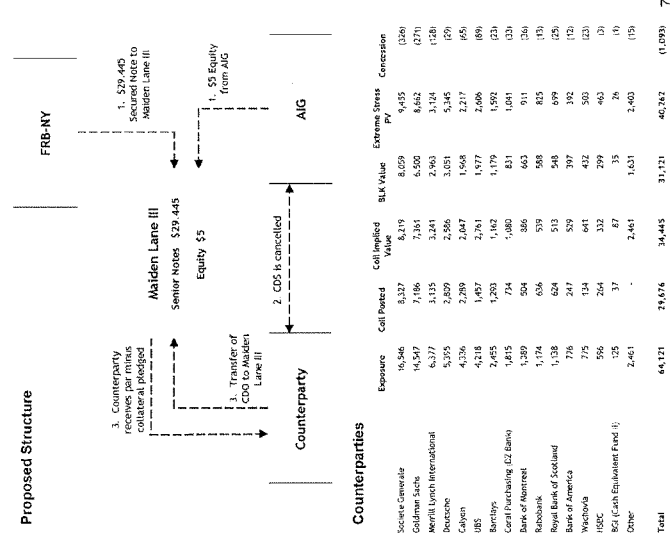 Proposed Structure
FRB-NY
1. $29.445
Secured Note to
Maiden Lane III
1. $5 Equity
from AIG
AIG
Maiden Lane III
Senior Notes $29.445
Equity $5
2. CDS is cancelled
3. Counterparty
receives par minus
collateral pledged
3. Transfer of
CDO to Maiden
Lane III
Counterparty
Counterparties
Exposure Coll Posted Coll Implied Value BLK Value Extreme Stress PV Concession
Societe Generale 16,546 8,327 8,219 8,059 9,455 (326)
Goldman Sachs 14,547 7,186 7,361 6,500 8,662 (271)
Merrill Lynch International 6,377 3,135 3,241 2,963 3,124 (128)
Deutsche 5,395 2,809 2,586 3,051 5,345 (29)
Calyon 4,336 2,289 2,047 1,968 2,217 (65)
UBS 4,218 1,457 2,761 1,977 2,606 (89)
Barclays 2,455 1,293 1,162 1,179 1,592 (23)
Coral Purchasing (DZ Bank) 1,815 734 1,080 831 1,041 (33)
Bank of Montreal 1,389 504 886 663 911 (36)
Rabobank 1,174 636 539 588 825 (13)
Royal Bank of Scotland 1,138 624 513 548 699 (25)
Bank of America 776 247 529 397 392 (12)
Wachovia 775 134 641 432 503 (23)
HSBC 596 264 332 299 463 (3)
BGI (Cash Equivalent Fund II) 125 37 87 35 26 (1)
Other 2,461 - 2,461 1,631 2,403 (15)
Total 64,121 29,676 34,445 31,121 40,262 (1,093)
7